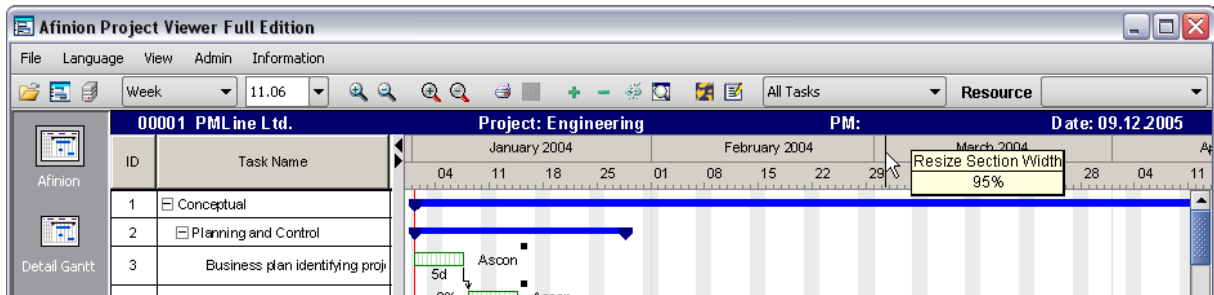 Afinion Project Viewer Full Edition
File Language View Admin Information
Week 11.06 All Tasks Resource
00001 PMLine Ltd. Project: Engineering PM: Date: 09.12.2005
Afinion
Detail Gantt
ID Task Name
January 2004 February 2004 March 2004
04 11 18 25 01 08 15 22 29 28 04 11
Resize Section Width
95%
1 Conceptual
2 Planning and Control
3 Business plan identifying proj
Ascon
5d